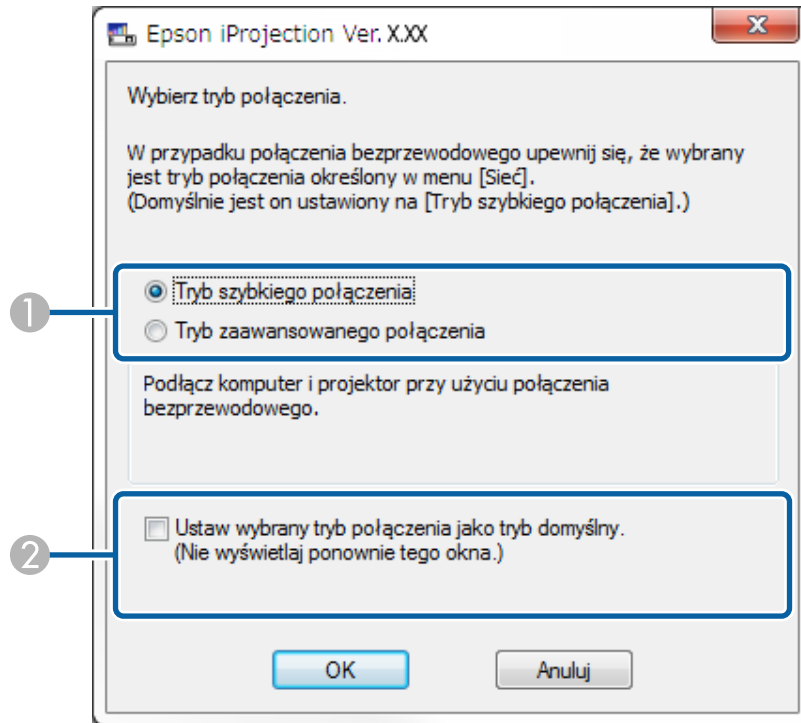 Epson iProjection Ver. X.XX
Wybierz tryb połączenia.
W przypadku połączenia bezprzewodowego upewnij się, że wybrany
jest tryb połączenia określony w menu [Sieć].
(Domyślnie jest on ustawiony na [Tryb szybkiego połączenia].)
1
Tryb szybkiego połączenia
Tryb zaawansowanego połączenia
Podłącz komputer i projektor przy użyciu połączenia
bezprzewodowego.
2
Ustaw wybrany tryb połączenia jako tryb domyślny.
(Nie wyświetlaj ponownie tego okna.)
OK
Anuluj